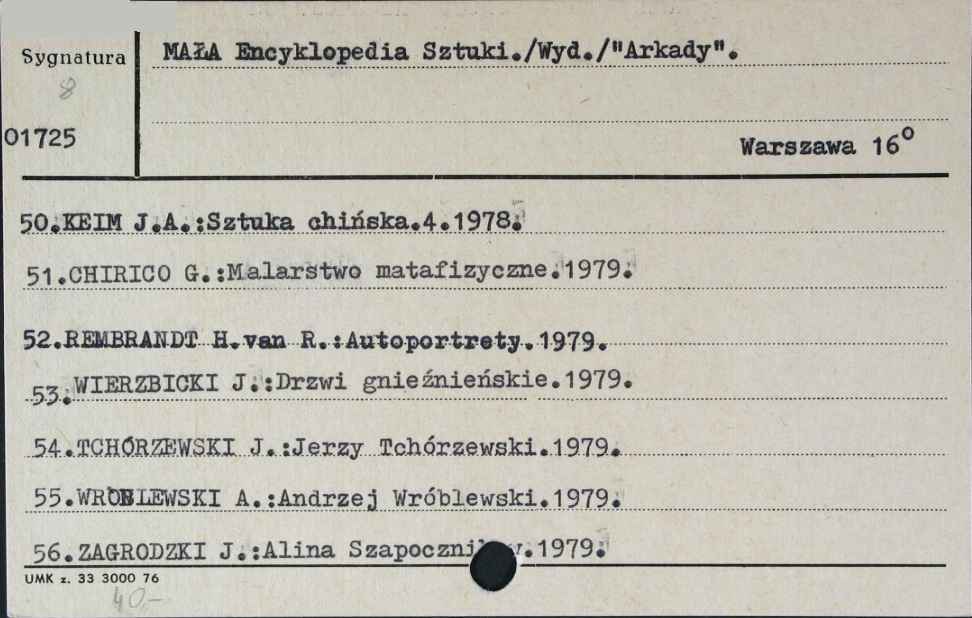 Sygnatura
MAŁA Encyklopedia Sztuki./Wyd./"Arkady".
8
01725
Warszawa 16⁰
50.KEIM J.A.:Sztuka chińska.4.1978.
51.CHIRICO G.:Malarstwo matafizyczne.1979.
52.REMBRANDT H.van R.:Autoportrety.1979.
53.WIERZBICKI J.:Drzwi gnieźnieńskie.1979.
54.TCHÓRZEWSKI J.:Jerzy Tchórzewski.1979.
55.WRÓBLEWSKI A.:Andrzej Wróblewski.1979.
56.ZAGRODZKI J.:Alina .1979.
UMK z. 33 3000 76
40.-